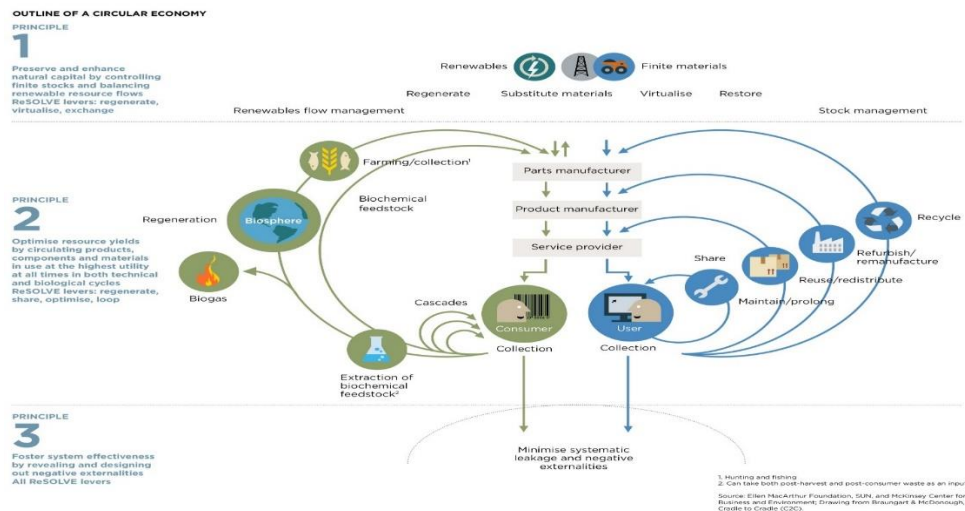 OUTLINE OF A CIRCULAR ECONOMY
PRINCIPLE
1
Preserve and enhance
natural capital by controlling
finite stocks and balancing
renewable resource flows
ReSOLVE levers: regenerate,
virtualise, exchange
Renewables
Finite materials
Regenerate
Substitute materials
Virtualise
Restore
Renewables flow management
Stock management
PRINCIPLE
2
Optimise resource yields
by circulating products,
components and materials
in use at the highest utility
at all times in both technical
and biological cycles
ReSOLVE levers: regenerate,
share, optimise, loop
Farming/collection¹
Biochemical
feedstock
Regeneration
Biosphere
Biogas
Cascades
Extraction of
biochemical
feedstock²
Parts manufacturer
Product manufacturer
Service provider
Consumer
Collection
User
Collection
Share
Maintain/prolong
Reuse/redistribute
Refurbish/
remanufacture
Recycle
PRINCIPLE
3
Foster system effectiveness
by revealing and designing
out negative externalities
All ReSOLVE levers
Minimise systematic
leakage and negative
externalities
1. Hunting and fishing
2. Can take both post-harvest and post-consumer waste as an input
Source: Ellen MacArthur Foundation, SUN, and McKinsey Center for
Business and Environment; Drawing from Braungart & McDonough,
Cradle to Cradle (C2C).